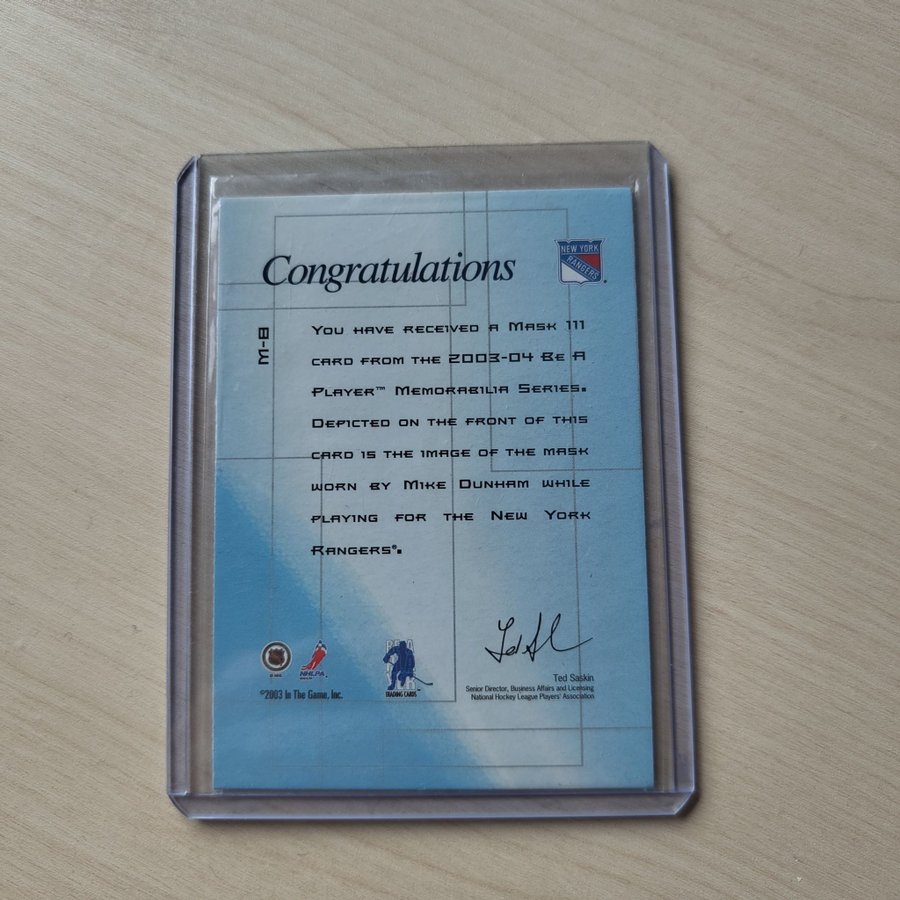 Congratulations
NEW YORK
RANGERS
M-8
You have received a Mask III
card from the 2003-04 Be A
Player™ Memorabilia Series.
Depicted on the front of this
card is the image of the mask
worn by Mike Dunham while
playing for the New York
Rangers®.
NHLPA
TRADING CARDS™
©2003 In The Game, Inc.
Ted Saskin
Senior Director, Business Affairs and Licensing
National Hockey League Players' Association